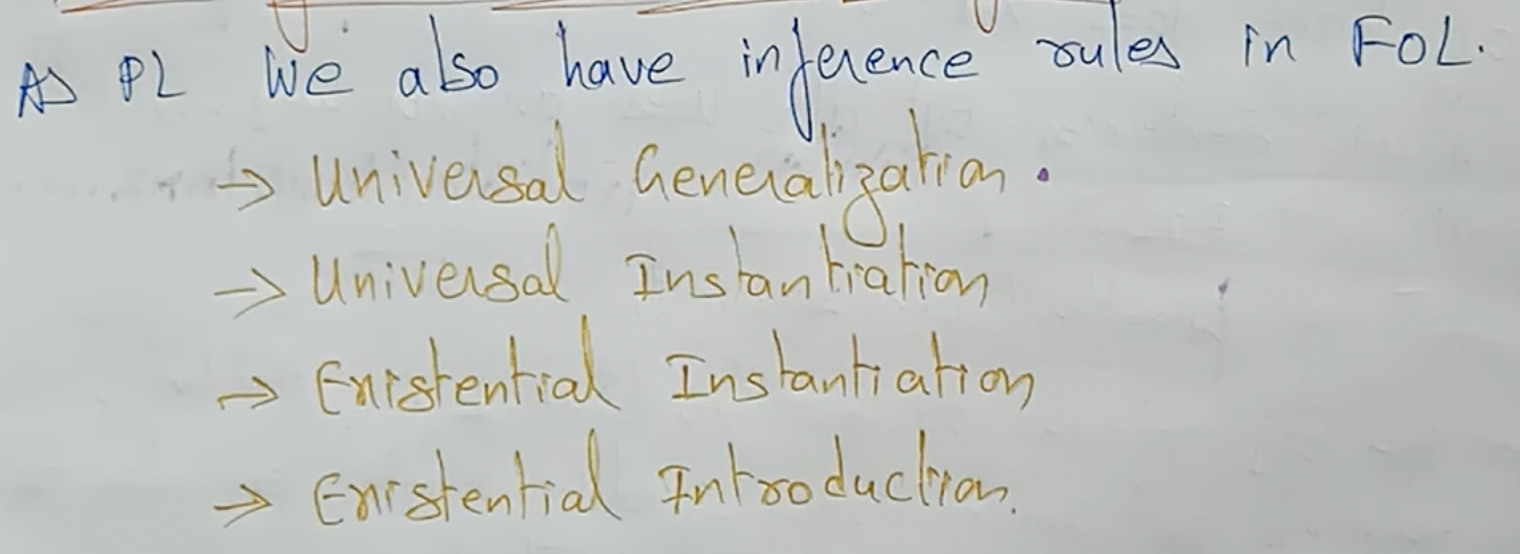 As PL We also have inference rules in FOL.
→ Universal Generalization.
→ Universal Instantiation
→ Existential Instantiation
→ Existential Introduction.